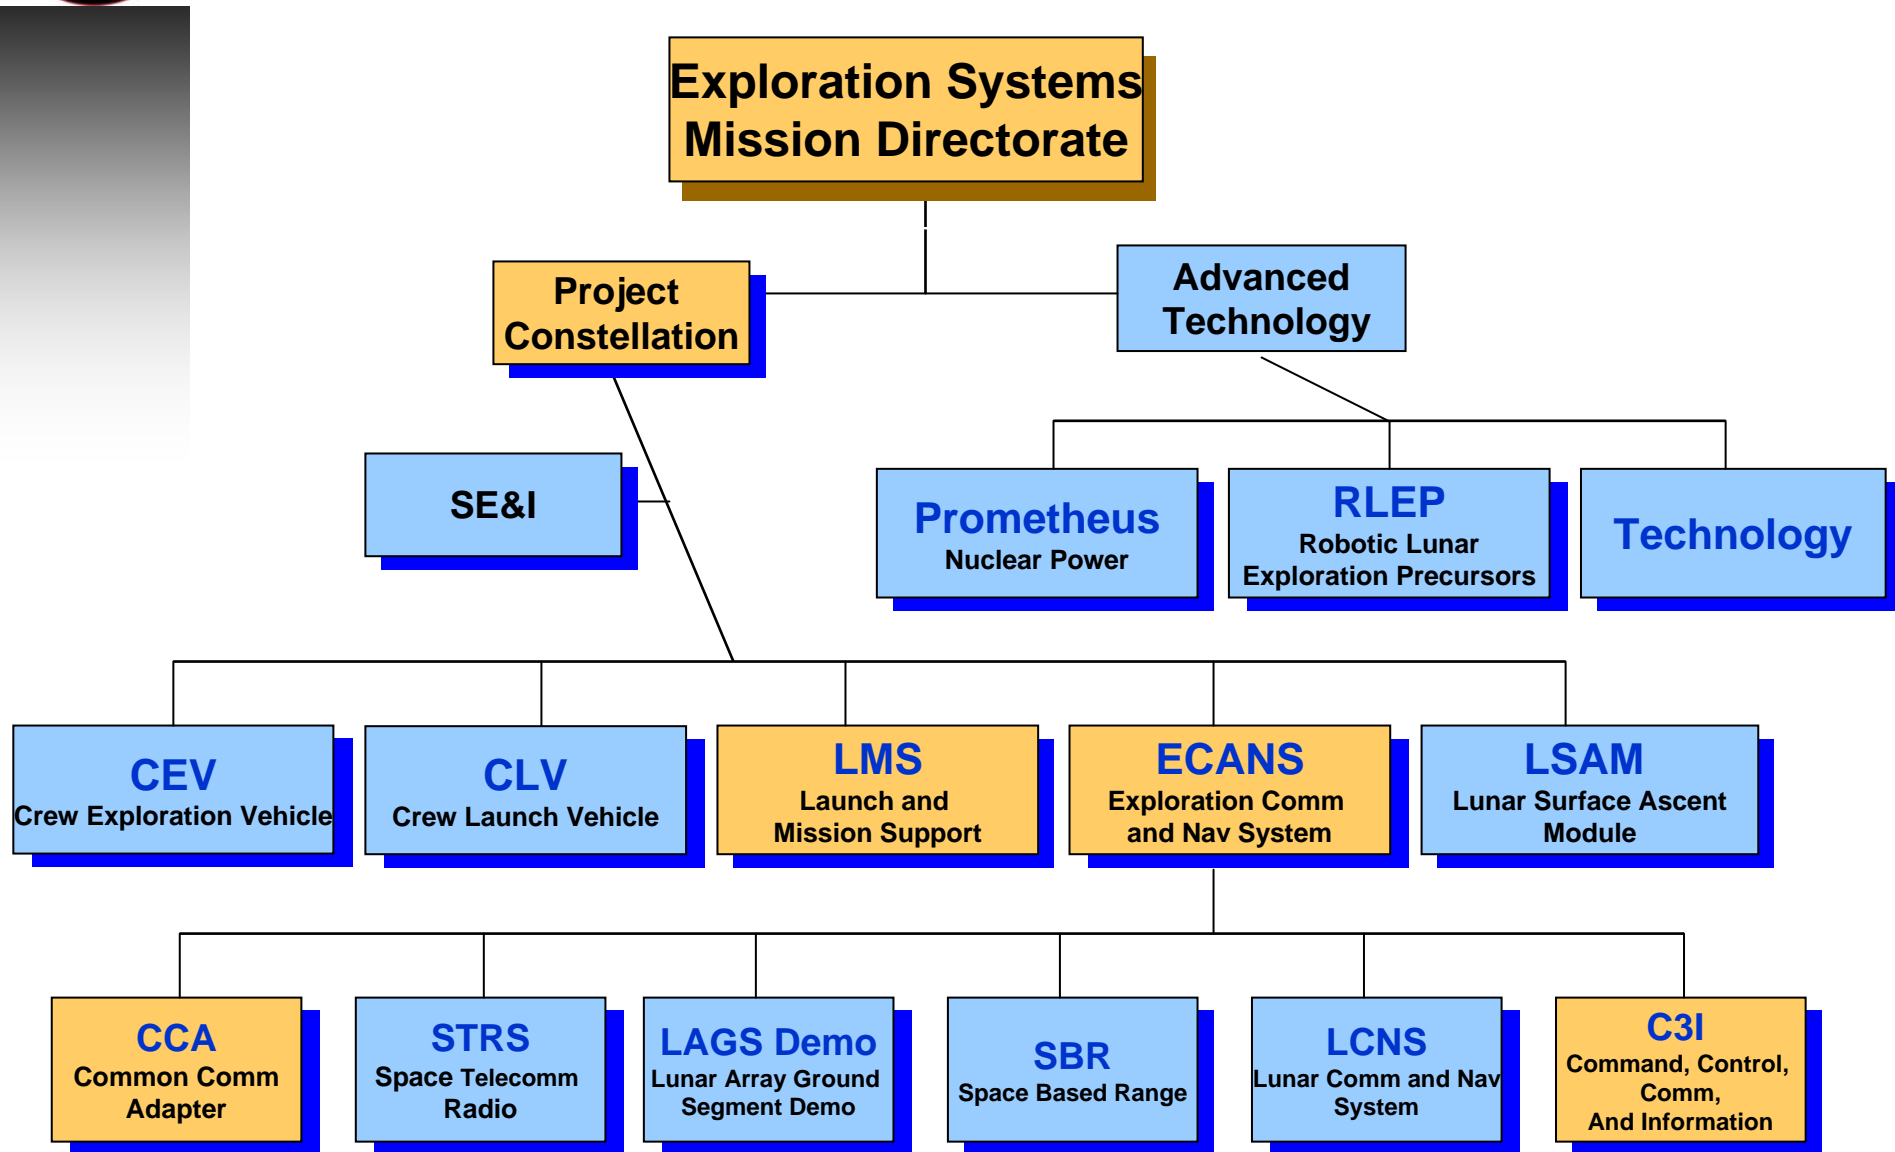 Exploration Systems
Mission Directorate
Project
Constellation
Advanced
Technology
SE&I
Prometheus
Nuclear Power
RLEP
Robotic Lunar
Exploration Precursors
Technology
CEV
Crew Exploration Vehicle
CLV
Crew Launch Vehicle
LMS
Launch and
Mission Support
ECANS
Exploration Comm
and Nav System
LSAM
Lunar Surface Ascent
Module
CCA
Common Comm
Adapter
STRS
Space Telecomm
Radio
LAGS Demo
Lunar Array Ground
Segment Demo
SBR
Space Based Range
LCNS
Lunar Comm and Nav
System
C3I
Command, Control,
Comm,
And Information